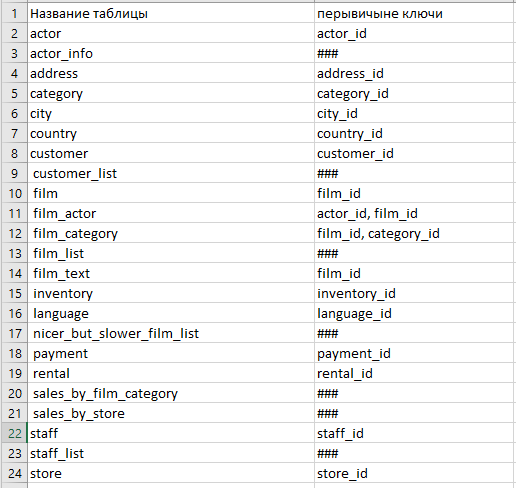 1 Название таблицы перывичыне ключи
2 actor actor_id
3 actor_info ###
4 address address_id
5 category category_id
6 city city_id
7 country country_id
8 customer customer_id
9 customer_list ###
10 film film_id
11 film_actor actor_id, film_id
12 film_category film_id, category_id
13 film_list ###
14 film_text film_id
15 inventory inventory_id
16 language language_id
17 nicer_but_slower_film_list ###
18 payment payment_id
19 rental rental_id
20 sales_by_film_category ###
21 sales_by_store ###
22 staff staff_id
23 staff_list ###
24 store store_id